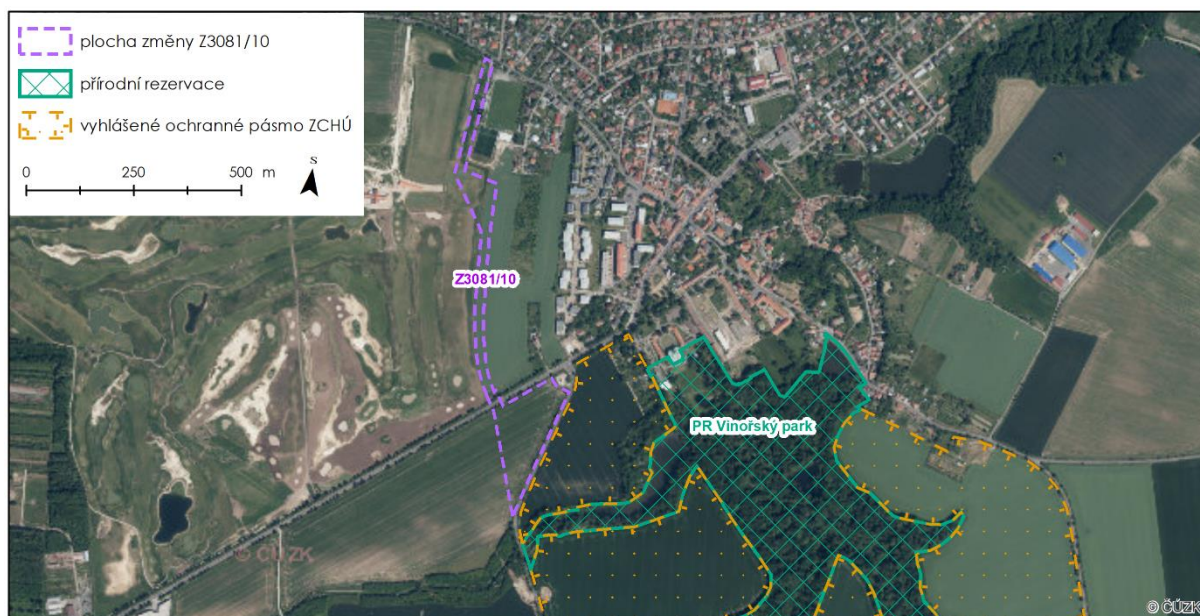 plocha změny Z3081/10
přírodní rezervace
vyhlášené ochranné pásmo ZCHÚ
0 250 500 m
S
Z3081/10
PR Vinořský park
© ČÚZK
© ČÚZK